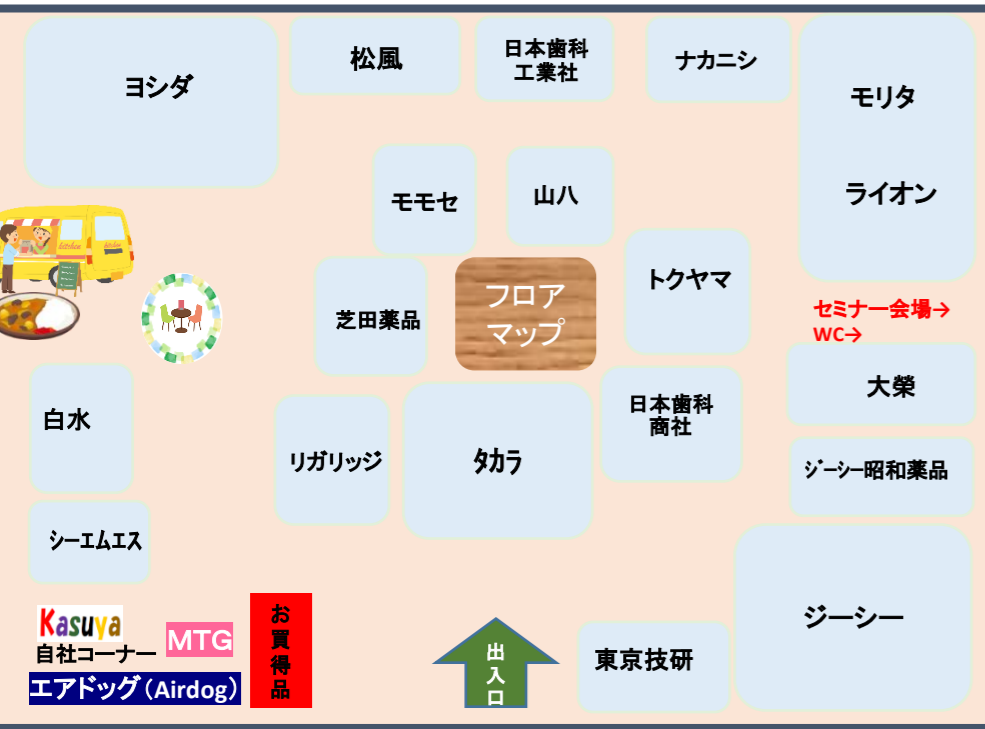 ヨシダ
松風
日本歯科
工業社
ナカニシ
モリタ
ライオン
モモセ
山八
トクヤマ
芝田薬品
フロア
マップ
セミナー会場→
WC→
kitchen
kitchen
白水
リガリッジ
タカラ
日本歯科
商社
大榮
ジーシー昭和薬品
シーエムエス
Kasuya
自社コーナー
MTG
エアドッグ（Airdog）
お
買
得
品
出
入
口
東京技研
ジーシー